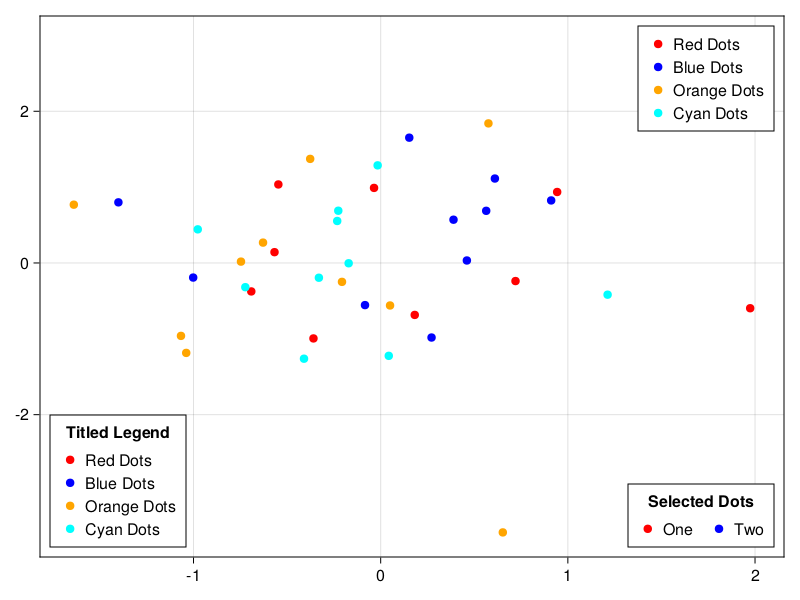 Red Dots
Blue Dots
Orange Dots
Cyan Dots
2
0
-2
Titled Legend
Red Dots
Blue Dots
Orange Dots
Cyan Dots
Selected Dots
One Two
-1 0 1 2